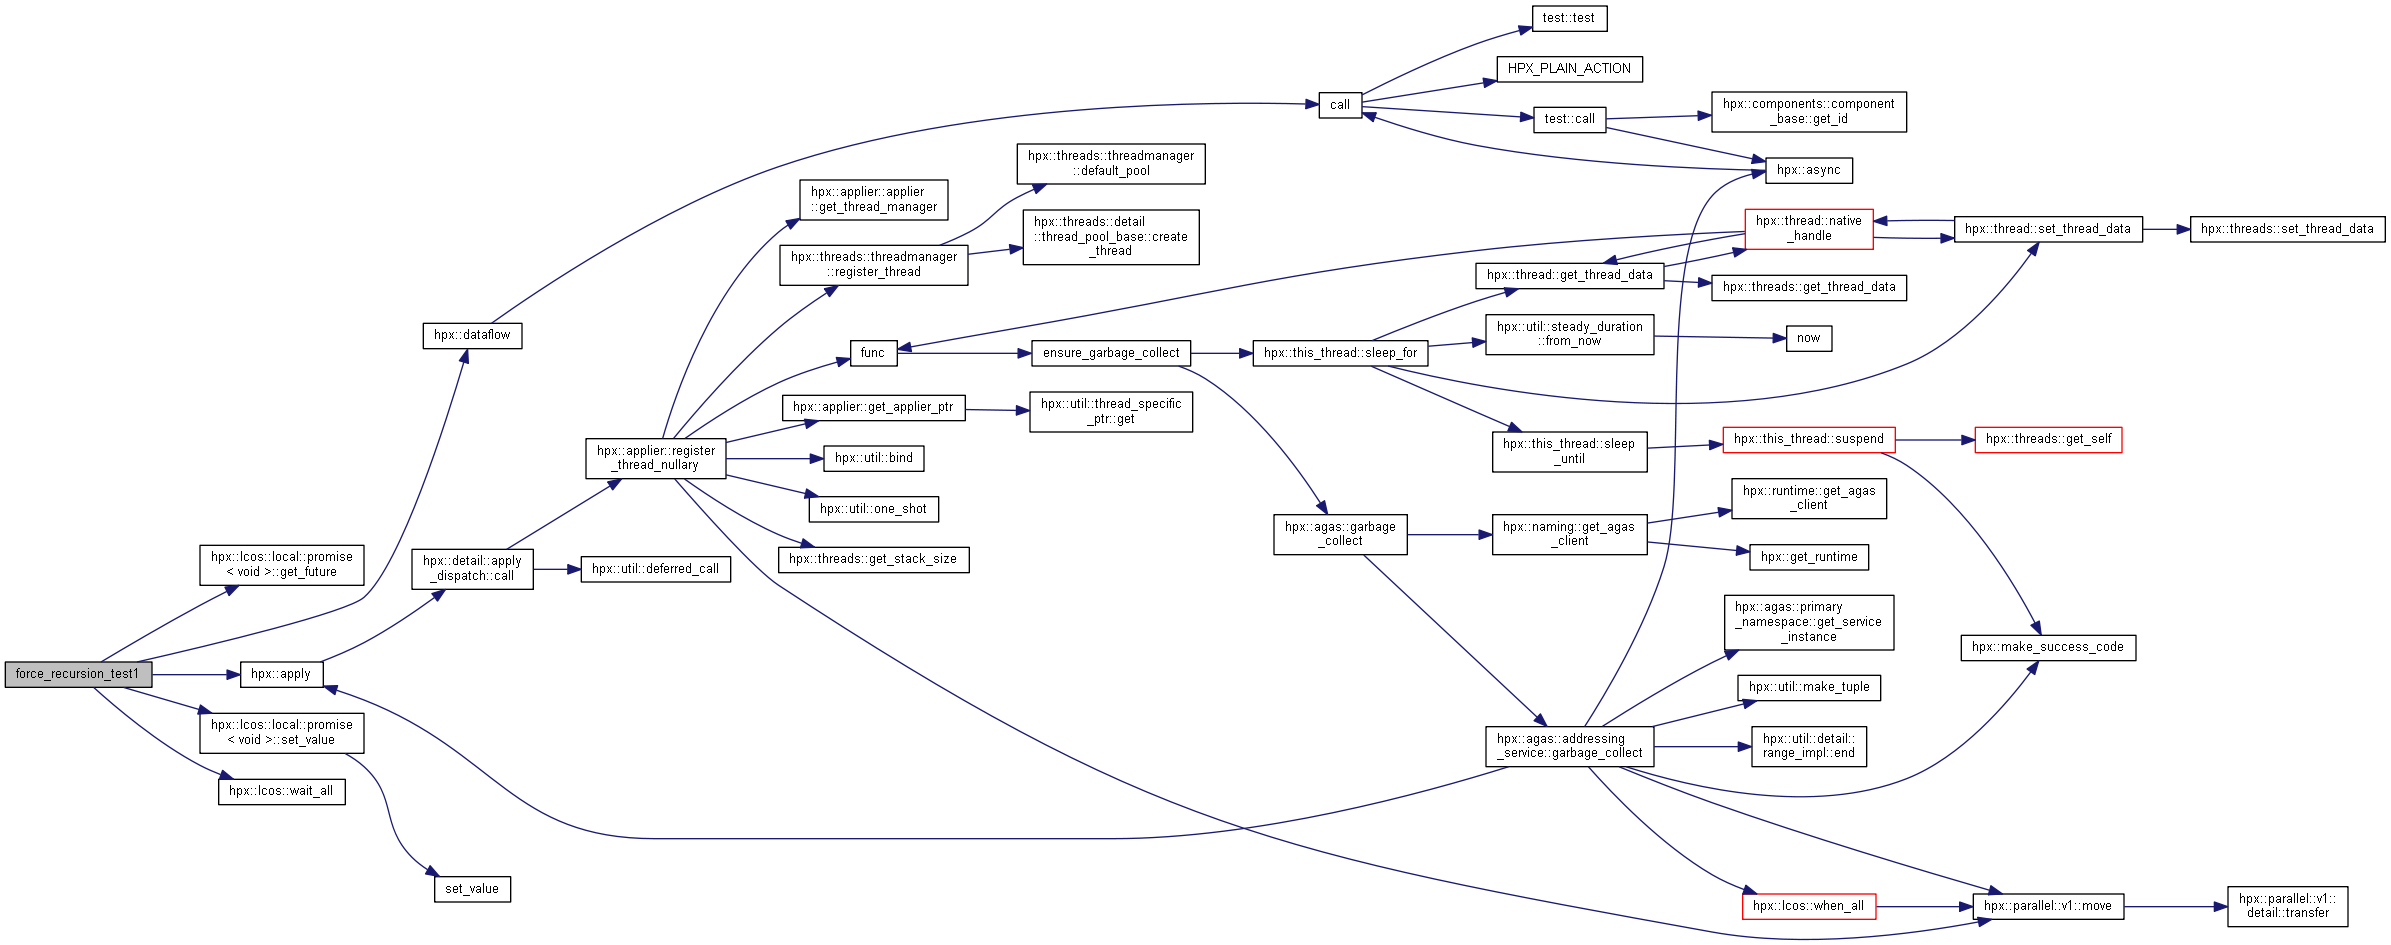 test::test
HPX_PLAIN_ACTION
call
test::call
hpx::components::component
_base::get_id
hpx::async
hpx::threads::threadmanager
::default_pool
hpx::applier::applier
::get_thread_manager
hpx::threads::detail
::thread_pool_base::create
_thread
hpx::threads::threadmanager
::register_thread
hpx::thread::native
_handle
hpx::thread::set_thread_data
hpx::threads::set_thread_data
hpx::thread::get_thread_data
hpx::threads::get_thread_data
hpx::dataflow
func
ensure_garbage_collect
hpx::this_thread::sleep_for
hpx::util::steady_duration
::from_now
now
hpx::applier::get_applier_ptr
hpx::util::thread_specific
_ptr::get
hpx::applier::register
_thread_nullary
hpx::util::bind
hpx::this_thread::sleep
_until
hpx::this_thread::suspend
hpx::threads::get_self
hpx::util::one_shot
hpx::runtime::get_agas
_client
hpx::agas::garbage
_collect
hpx::naming::get_agas
_client
hpx::get_runtime
hpx::threads::get_stack_size
hpx::lcos::local::promise
< void >::get_future
hpx::detail::apply
_dispatch::call
hpx::util::deferred_call
hpx::agas::primary
_namespace::get_service
_instance
hpx::make_success_code
force_recursion_test1
hpx::apply
hpx::util::make_tuple
hpx::lcos::local::promise
< void >::set_value
hpx::agas::addressing
_service::garbage_collect
hpx::util::detail::
range_impl::end
hpx::lcos::wait_all
set_value
hpx::lcos::when_all
hpx::parallel::v1::move
hpx::parallel::v1::
detail::transfer